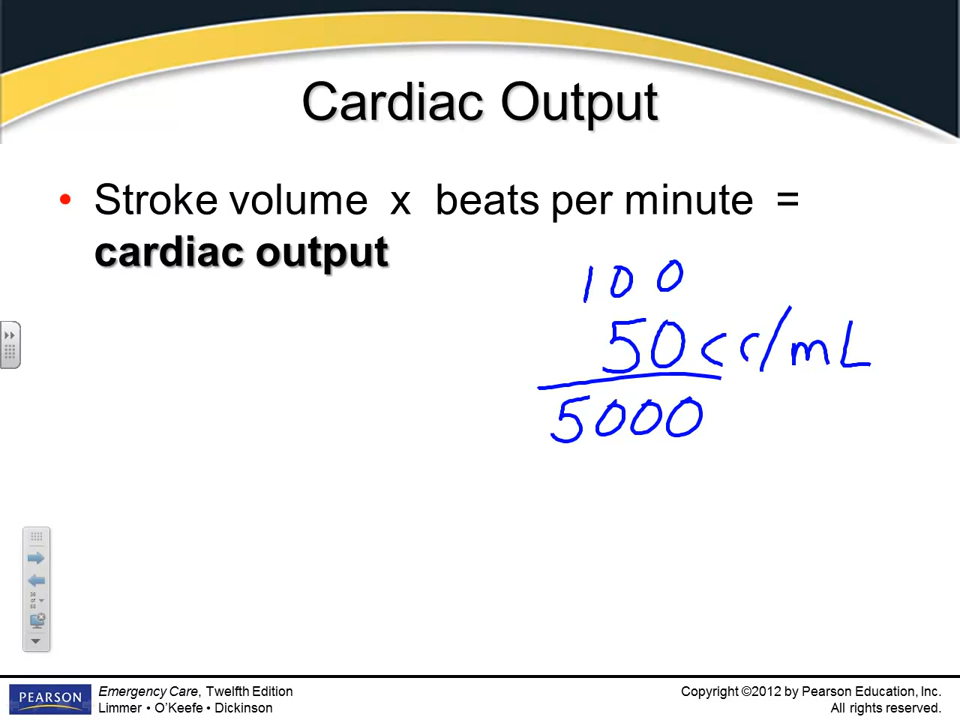 Cardiac Output
• Stroke volume x beats per minute =
cardiac output
100
50cc/mL
5000
PEARSON
Emergency Care, Twelfth Edition
Limmer • O'Keefe • Dickinson
Copyright ©2012 by Pearson Education, Inc.
All rights reserved.